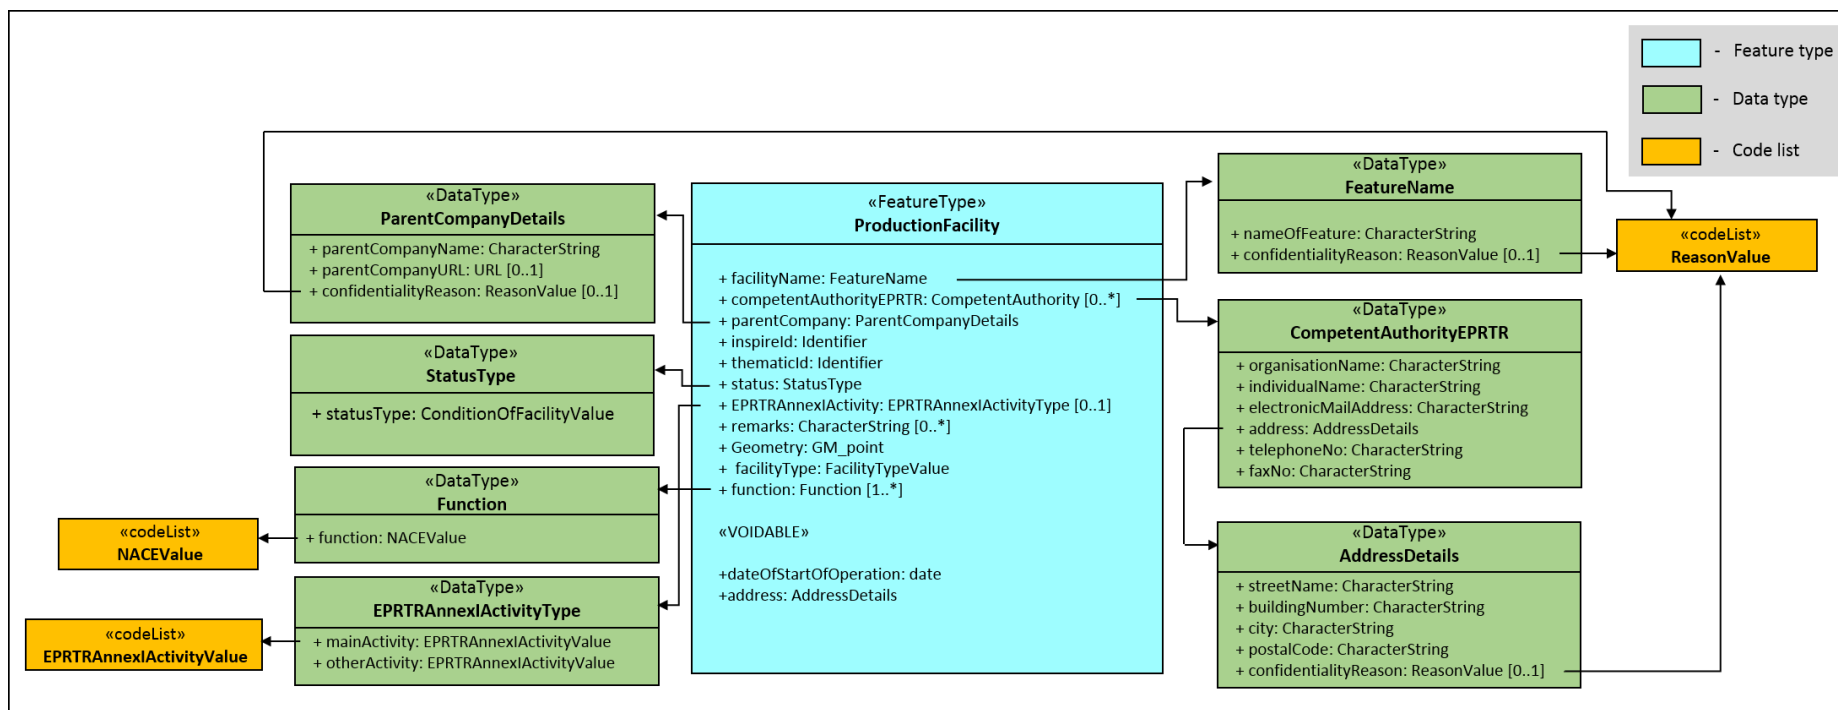 - Feature type
- Data type
- Code list
«DataType»
ParentCompanyDetails
+ parentCompanyName: CharacterString
+ parentCompanyURL: URL [0..1]
+ confidentialityReason: ReasonValue [0..1]
«DataType»
StatusType
+ statusType: ConditionOfFacilityValue
«DataType»
Function
+ function: NACEValue
«codeList»
NACEValue
«DataType»
EPRTRAnnexIActivityType
+ mainActivity: EPRTRAnnexIActivityValue
+ otherActivity: EPRTRAnnexIActivityValue
«codeList»
EPRTRAnnexIActivityValue
«FeatureType»
ProductionFacility
+ facilityName: FeatureName
+ competentAuthorityEPRTR: CompetentAuthority [0..*]
+ parentCompany: ParentCompanyDetails
+ inspireId: Identifier
+ thematicId: Identifier
+ status: StatusType
+ EPRTRAnnexIActivity: EPRTRAnnexIActivityType [0..1]
+ remarks: CharacterString [0..*]
+ Geometry: GM_point
+ facilityType: FacilityTypeValue
+ function: Function [1..*]
«VOIDABLE»
+dateOfStartOfOperation: date
+address: AddressDetails
«DataType»
FeatureName
+ nameOfFeature: CharacterString
+ confidentialityReason: ReasonValue [0..1]
«codeList»
ReasonValue
«DataType»
CompetentAuthorityEPRTR
+ organisationName: CharacterString
+ individualName: CharacterString
+ electronicMailAddress: CharacterString
+ address: AddressDetails
+ telephoneNo: CharacterString
+ faxNo: CharacterString
«DataType»
AddressDetails
+ streetName: CharacterString
+ buildingNumber: CharacterString
+ city: CharacterString
+ postalCode: CharacterString
+ confidentialityReason: ReasonValue [0..1]